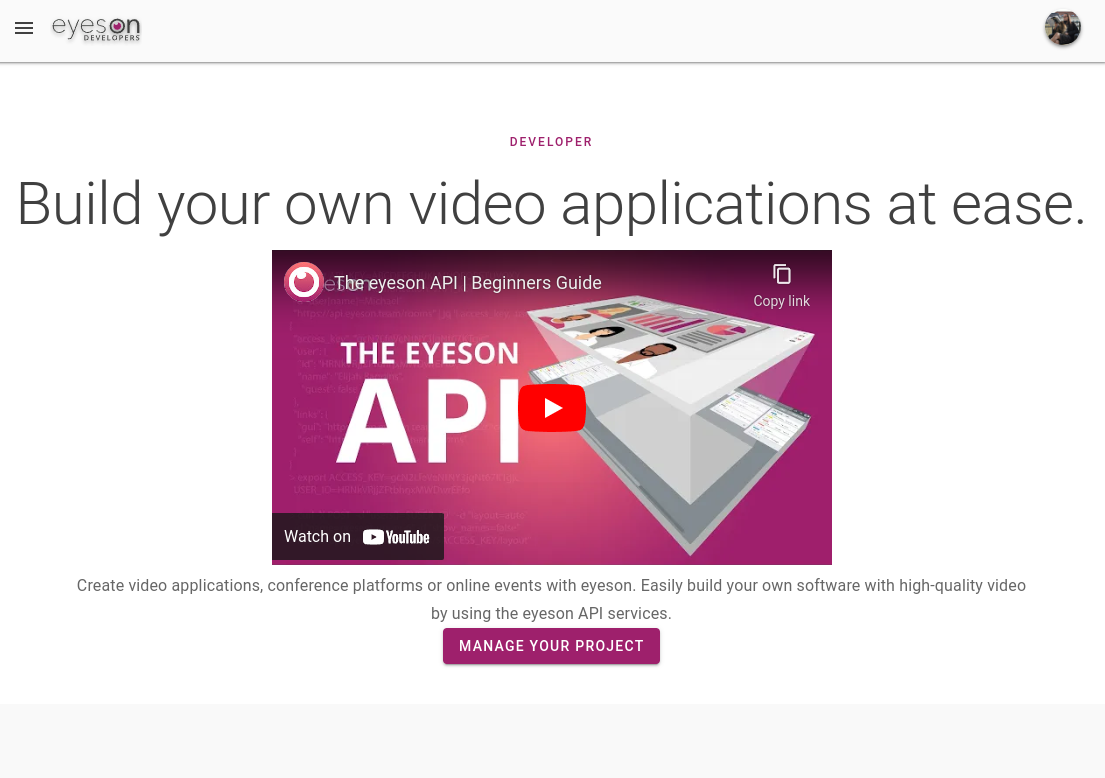 eyeson
DEVELOPERS
DEVELOPER
Build your own video applications at ease.
The eyeson API | Beginners Guide
Copy link
THE EYESON
API
Watch on YouTube
Create video applications, conference platforms or online events with eyeson. Easily build your own software with high-quality video
by using the eyeson API services.
MANAGE YOUR PROJECT